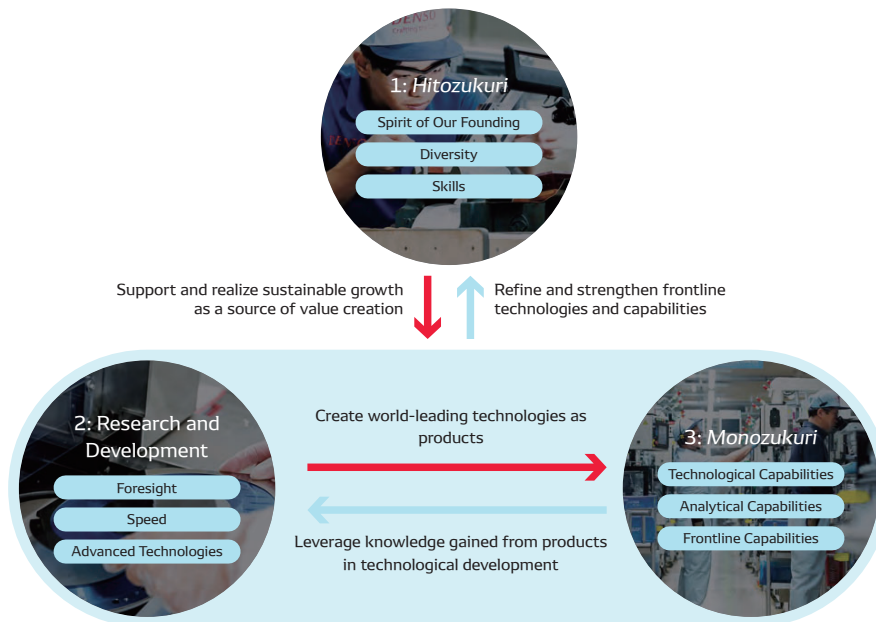 DENSO
1: Hitozukuri
Spirit of Our Founding
Diversity
Skills
Support and realize sustainable growth
as a source of value creation
Refine and strengthen frontline
technologies and capabilities
2: Research and
Development
Foresight
Speed
Advanced Technologies
Create world-leading technologies as
products
Leverage knowledge gained from products
in technological development
3: Monozukuri
Technological Capabilities
Analytical Capabilities
Frontline Capabilities